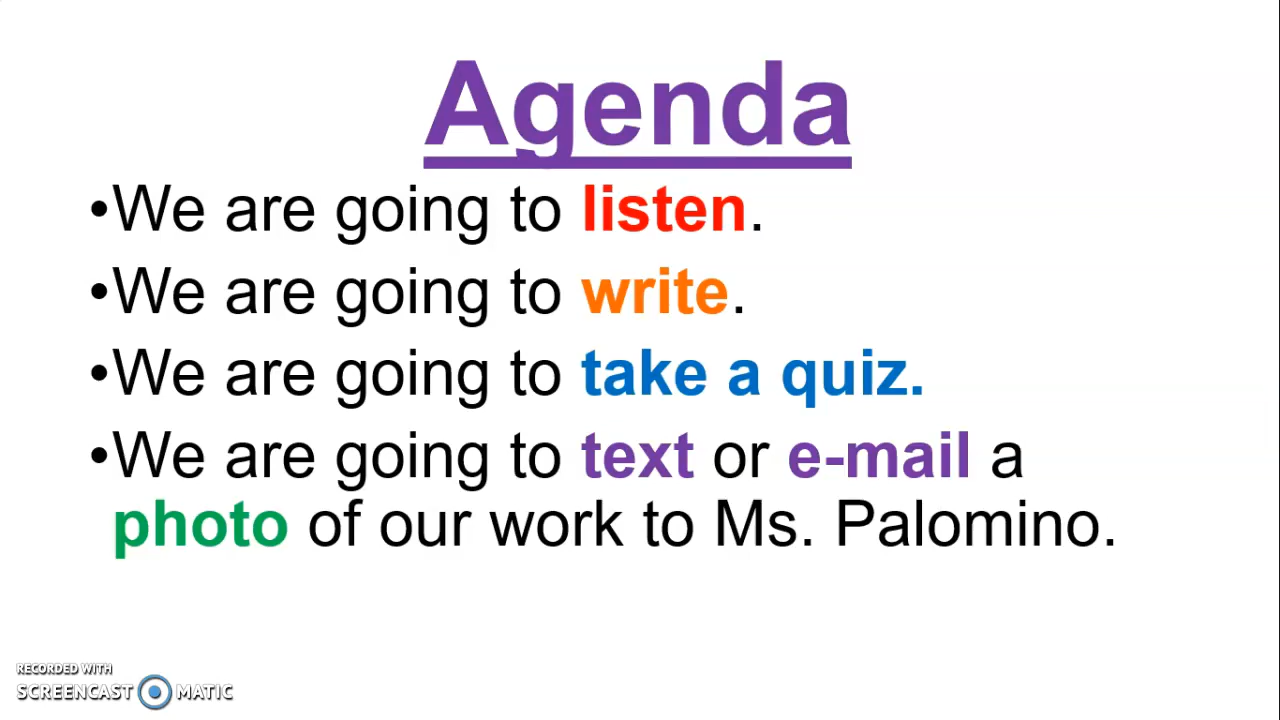 Agenda
•We are going to listen.
•We are going to write.
•We are going to take a quiz.
•We are going to text or e-mail a
photo of our work to Ms. Palomino.
RECORDED WITH
SCREENCAST MATIC